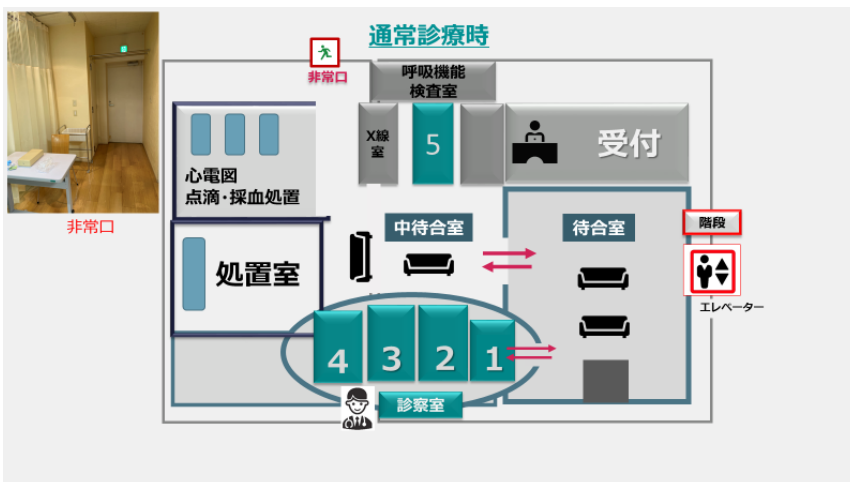 通常診療時
非常口
呼吸機能
検査室
X線
室
5
受付
心電図
点滴・採血処置
非常口
中待合室
待合室
階段
処置室
エレベーター
4
3
2
1
診察室